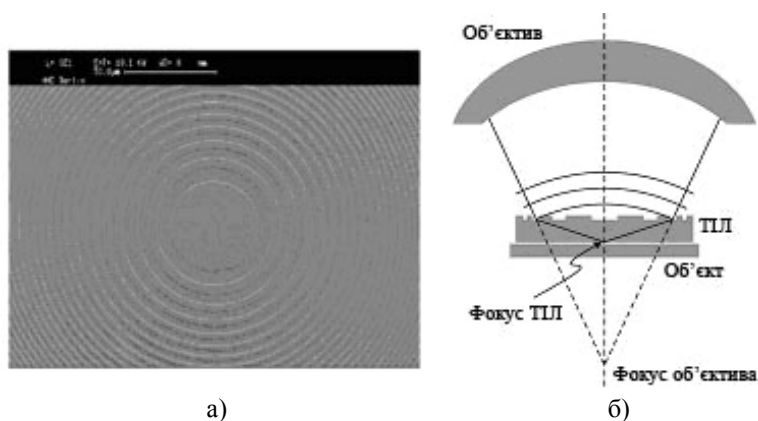 Об’єктив
ТІЛ
Об’єкт
Фокус ТІЛ
Фокус об’єктива
а)
б)